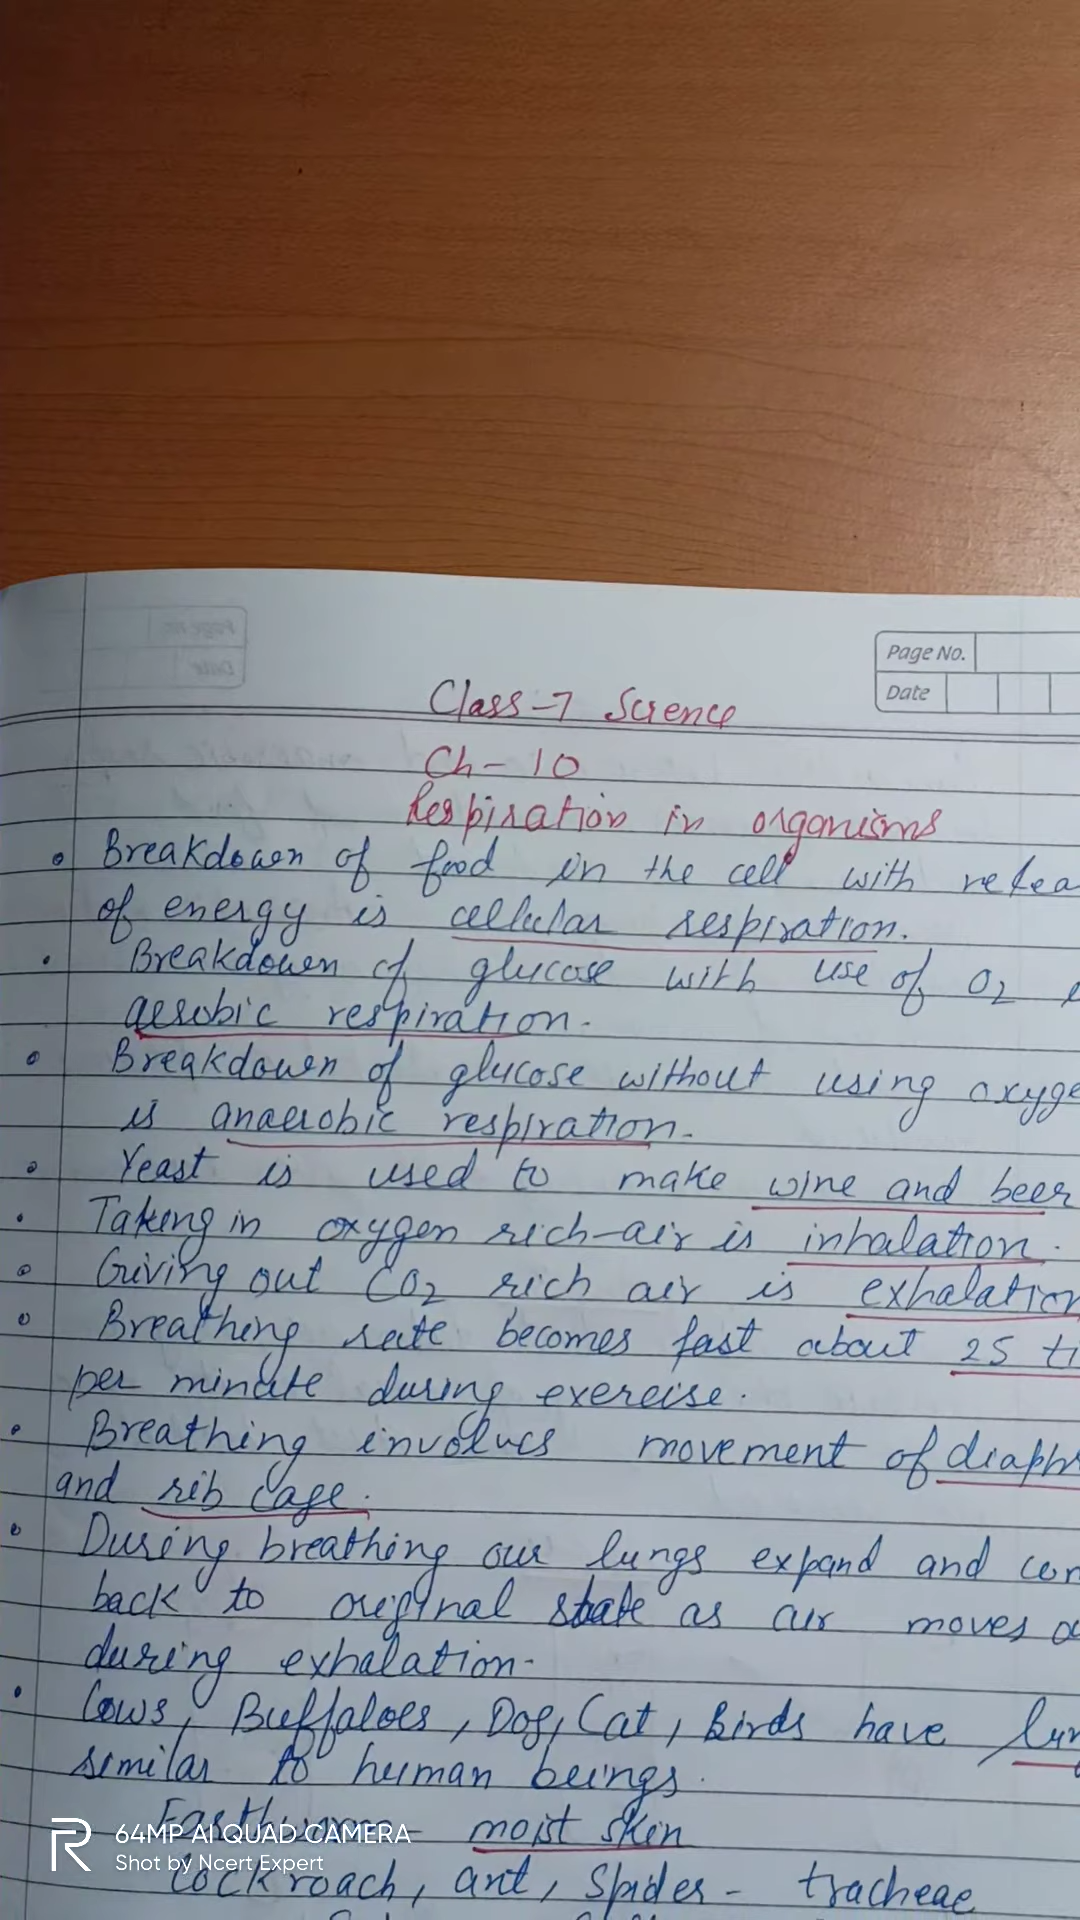 Page No.
Date
Class-7 Science
Ch-10
Respiration in organisms
Breakdown of food in the cell with relea
of energy is cellular respiration.
Breakdown of glucose with use of O2
aerobic respiration.
Breakdown of glucose without using oxyge
is anaerobic respiration.
Yeast is used to make wine and beer
Taking in oxygen rich-air is inhalation.
Giving out CO2 rich air is exhalation
Breathing rate becomes fast about 25 ti
per minute during exercise.
Breathing involves movement of diaphr
and rib cage.
During breathing our lungs expand and com
back to original state as air moves o
during exhalation.
Cows, Buffaloes, Dog, Cat, Birds have lun
similar to human beings.
moist skin
64MP AI QUAD CAMERA
Shot by Ncert Expert
Cockroach, ant, Spider - tracheae